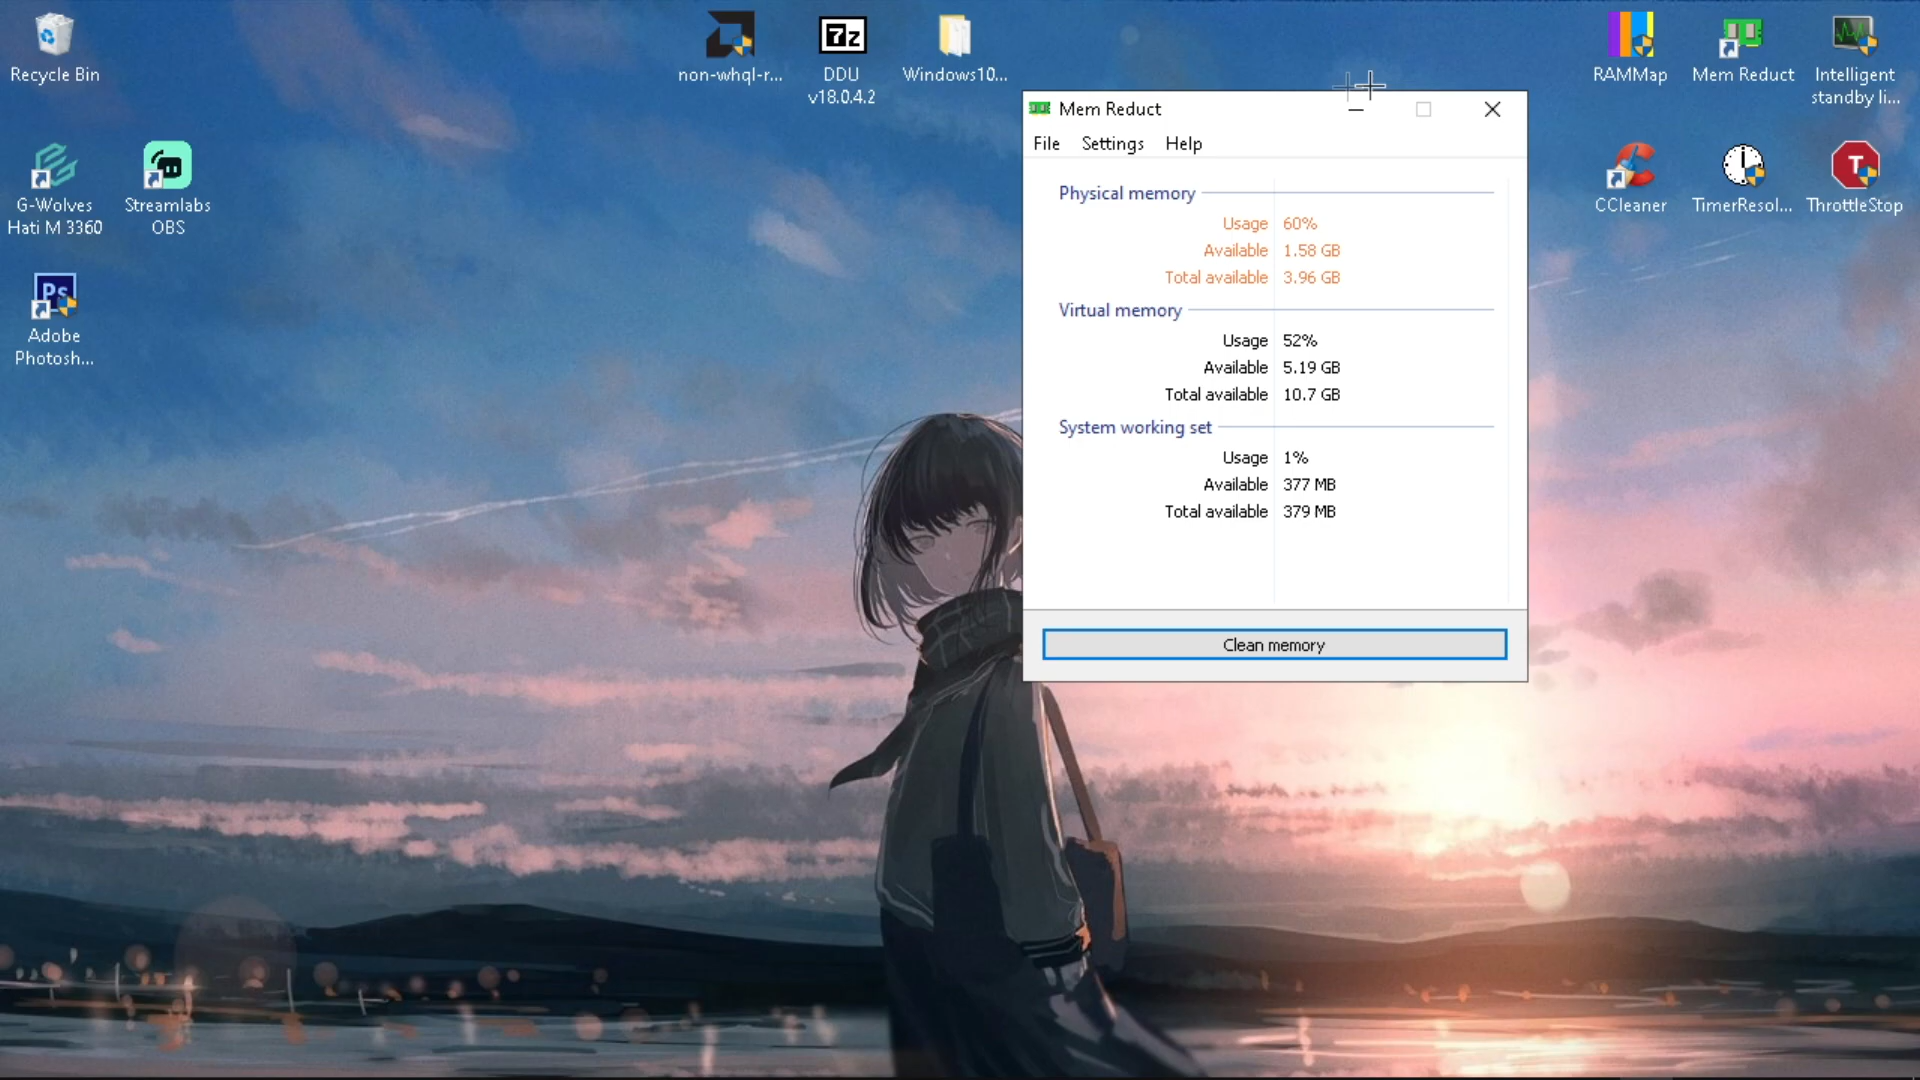 Recycle Bin
G-Wolves
Hati M 3360
Streamlabs
OBS
Ps
Adobe
Photosh...
non-whql-r...
7z
DDU
v18.0.4.2
Windows10...
RAMMap
Mem Reduct
Intelligent
standby li...
CCleaner
TimerResol...
T
ThrottleStop
Mem Reduct
File Settings Help
Physical memory
Usage 60%
Available 1.58 GB
Total available 3.96 GB
Virtual memory
Usage 52%
Available 5.19 GB
Total available 10.7 GB
System working set
Usage 1%
Available 377 MB
Total available 379 MB
Clean memory